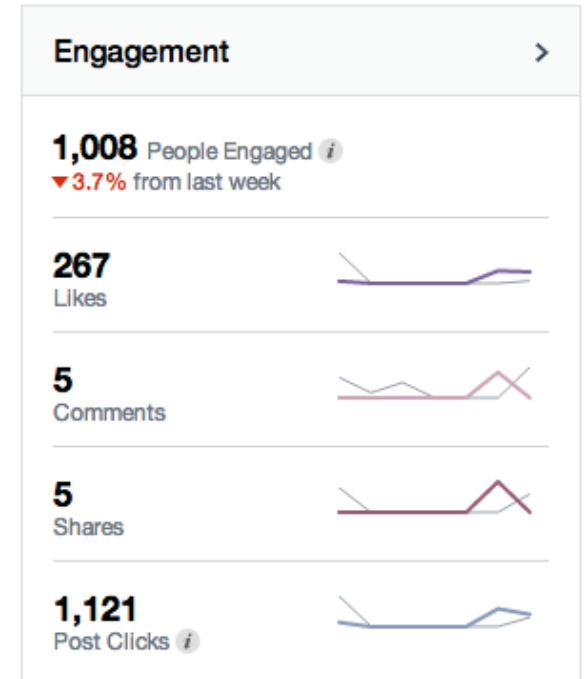 Engagement
1,008 People Engaged i
▼3.7% from last week
267
Likes
5
Comments
5
Shares
1,121
Post Clicks i